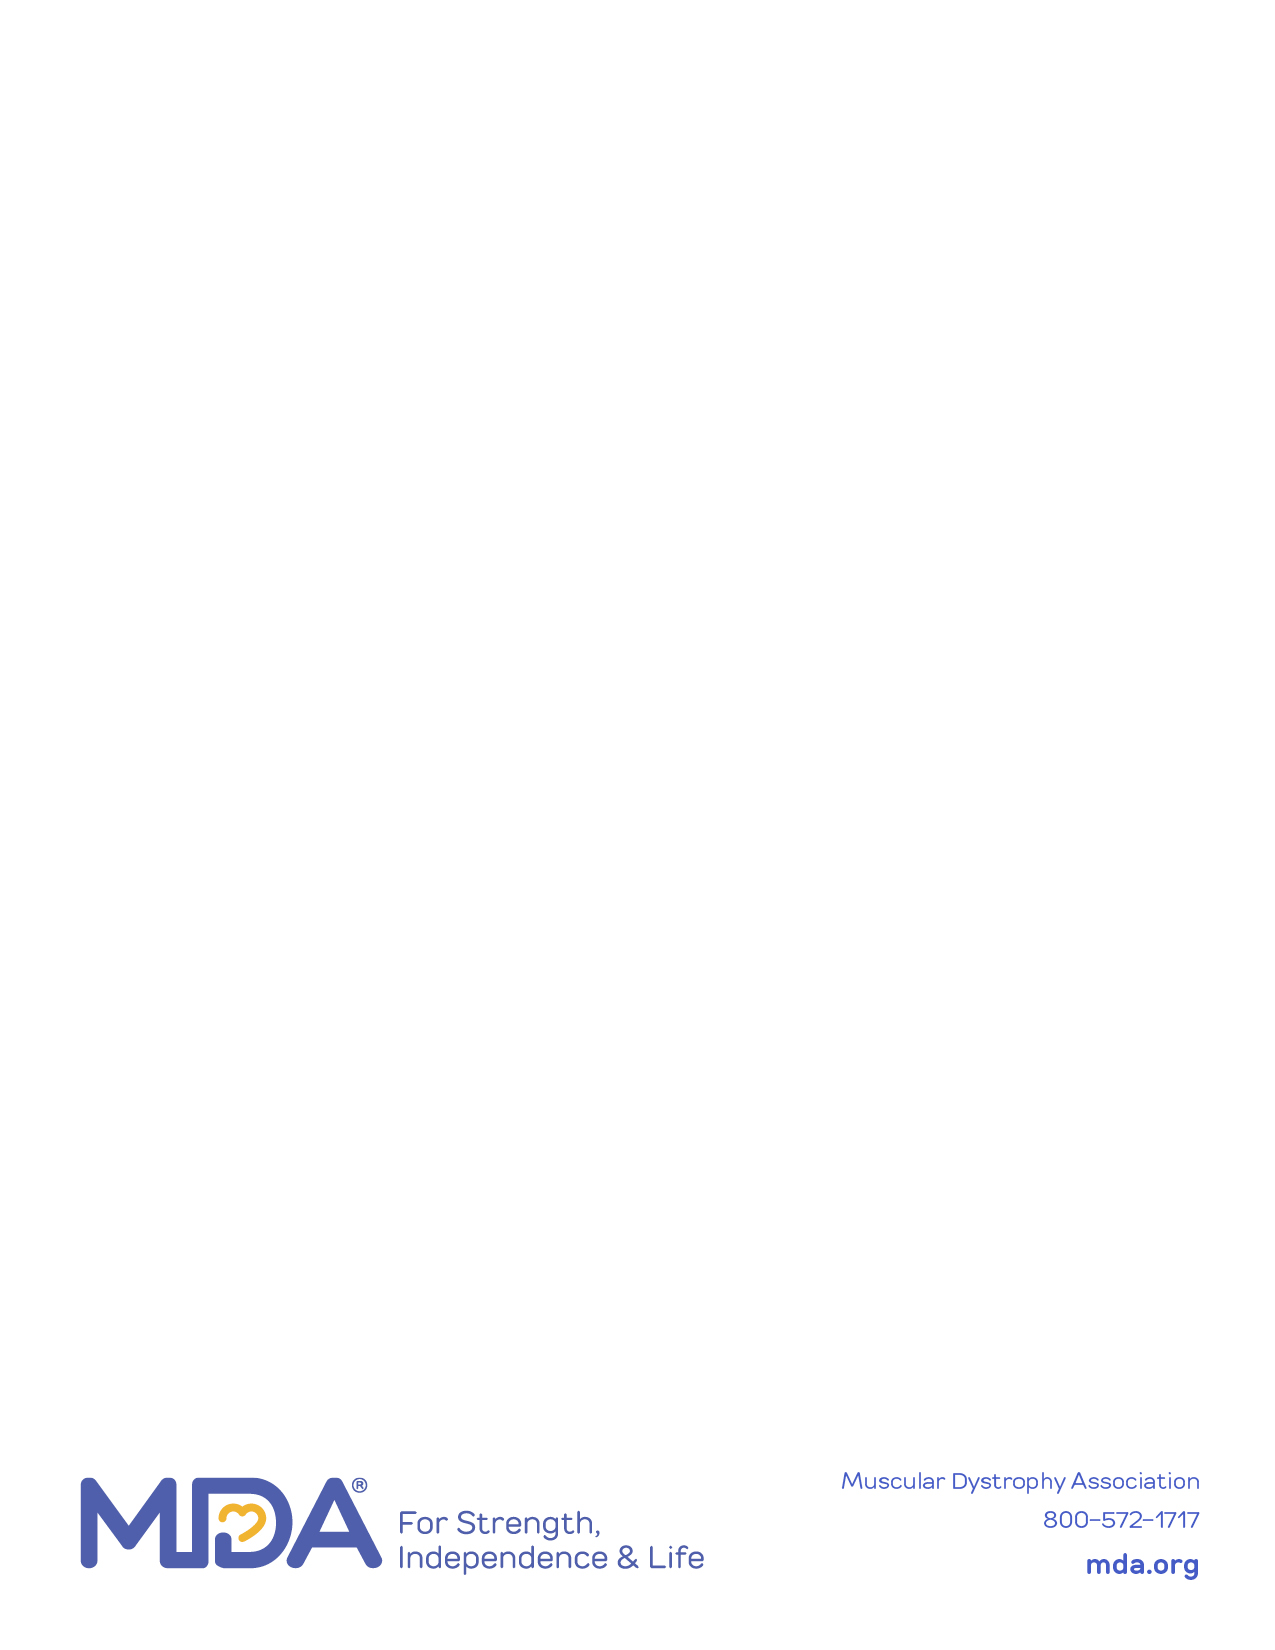 MDA®
For Strength,
Independence & Life
Muscular Dystrophy Association
800-572-1717
mda.org